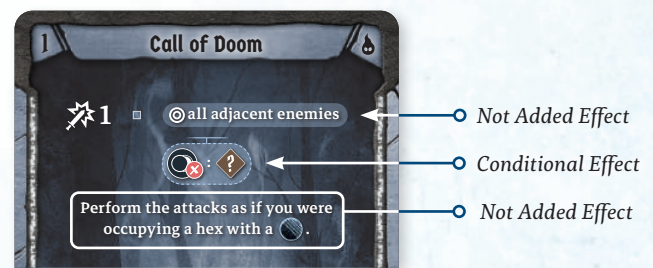 1 Call of Doom
1 all adjacent enemies Not Added Effect
: ? Conditional Effect
Perform the attacks as if you were Not Added Effect
occupying a hex with a .